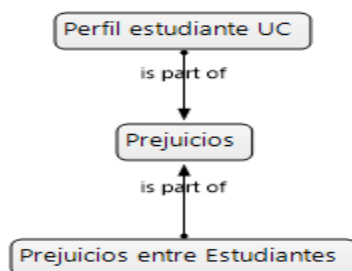 Perfil estudiante UC
is part of
Prejuicios
is part of
Prejuicios entre Estudiantes